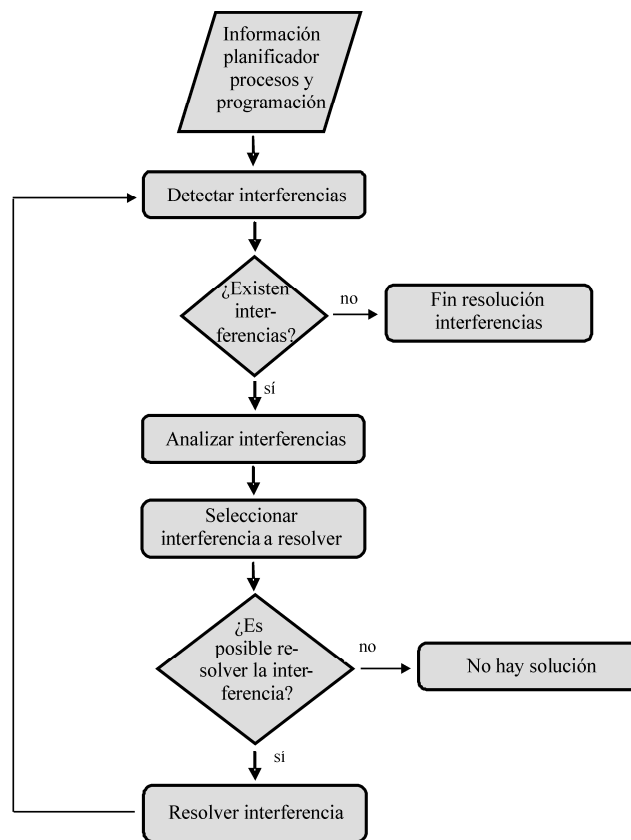 Información
planificador
procesos y
programación
Detectar interferencias
¿Existen
inter-
ferencias?
no
Fin resolución
interferencias
sí
Analizar interferencias
Seleccionar
interferencia a resolver
¿Es
posible re-
solver la inter-
ferencia?
no
No hay solución
sí
Resolver interferencia